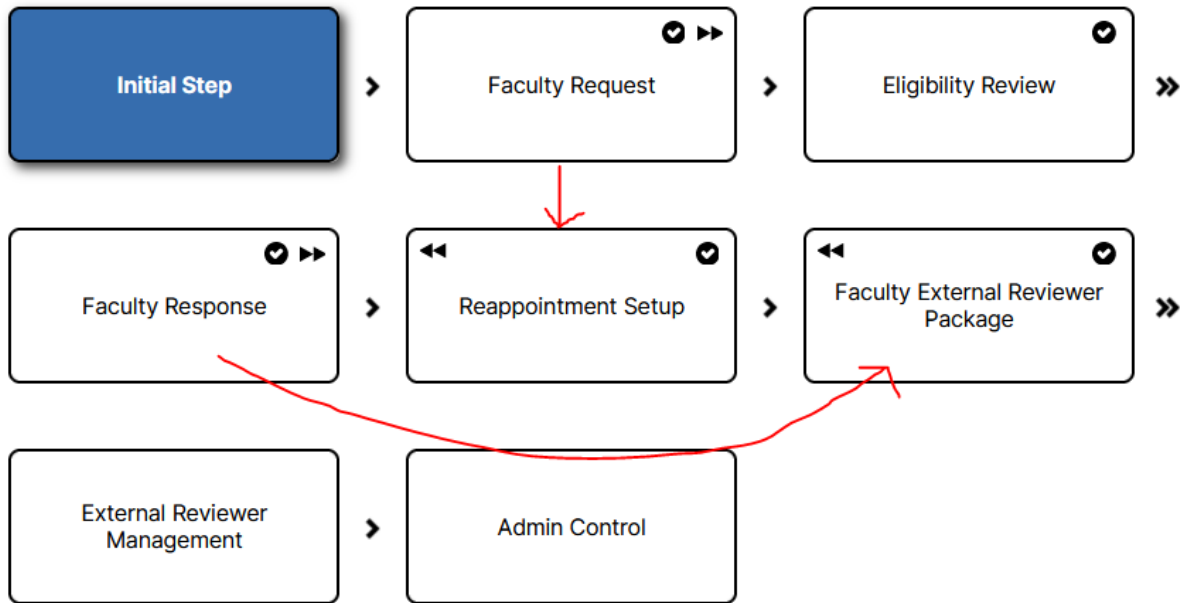 Initial Step
Faculty Request
Eligibility Review
Faculty Response
Reappointment Setup
Faculty External Reviewer
Package
External Reviewer
Management
Admin Control